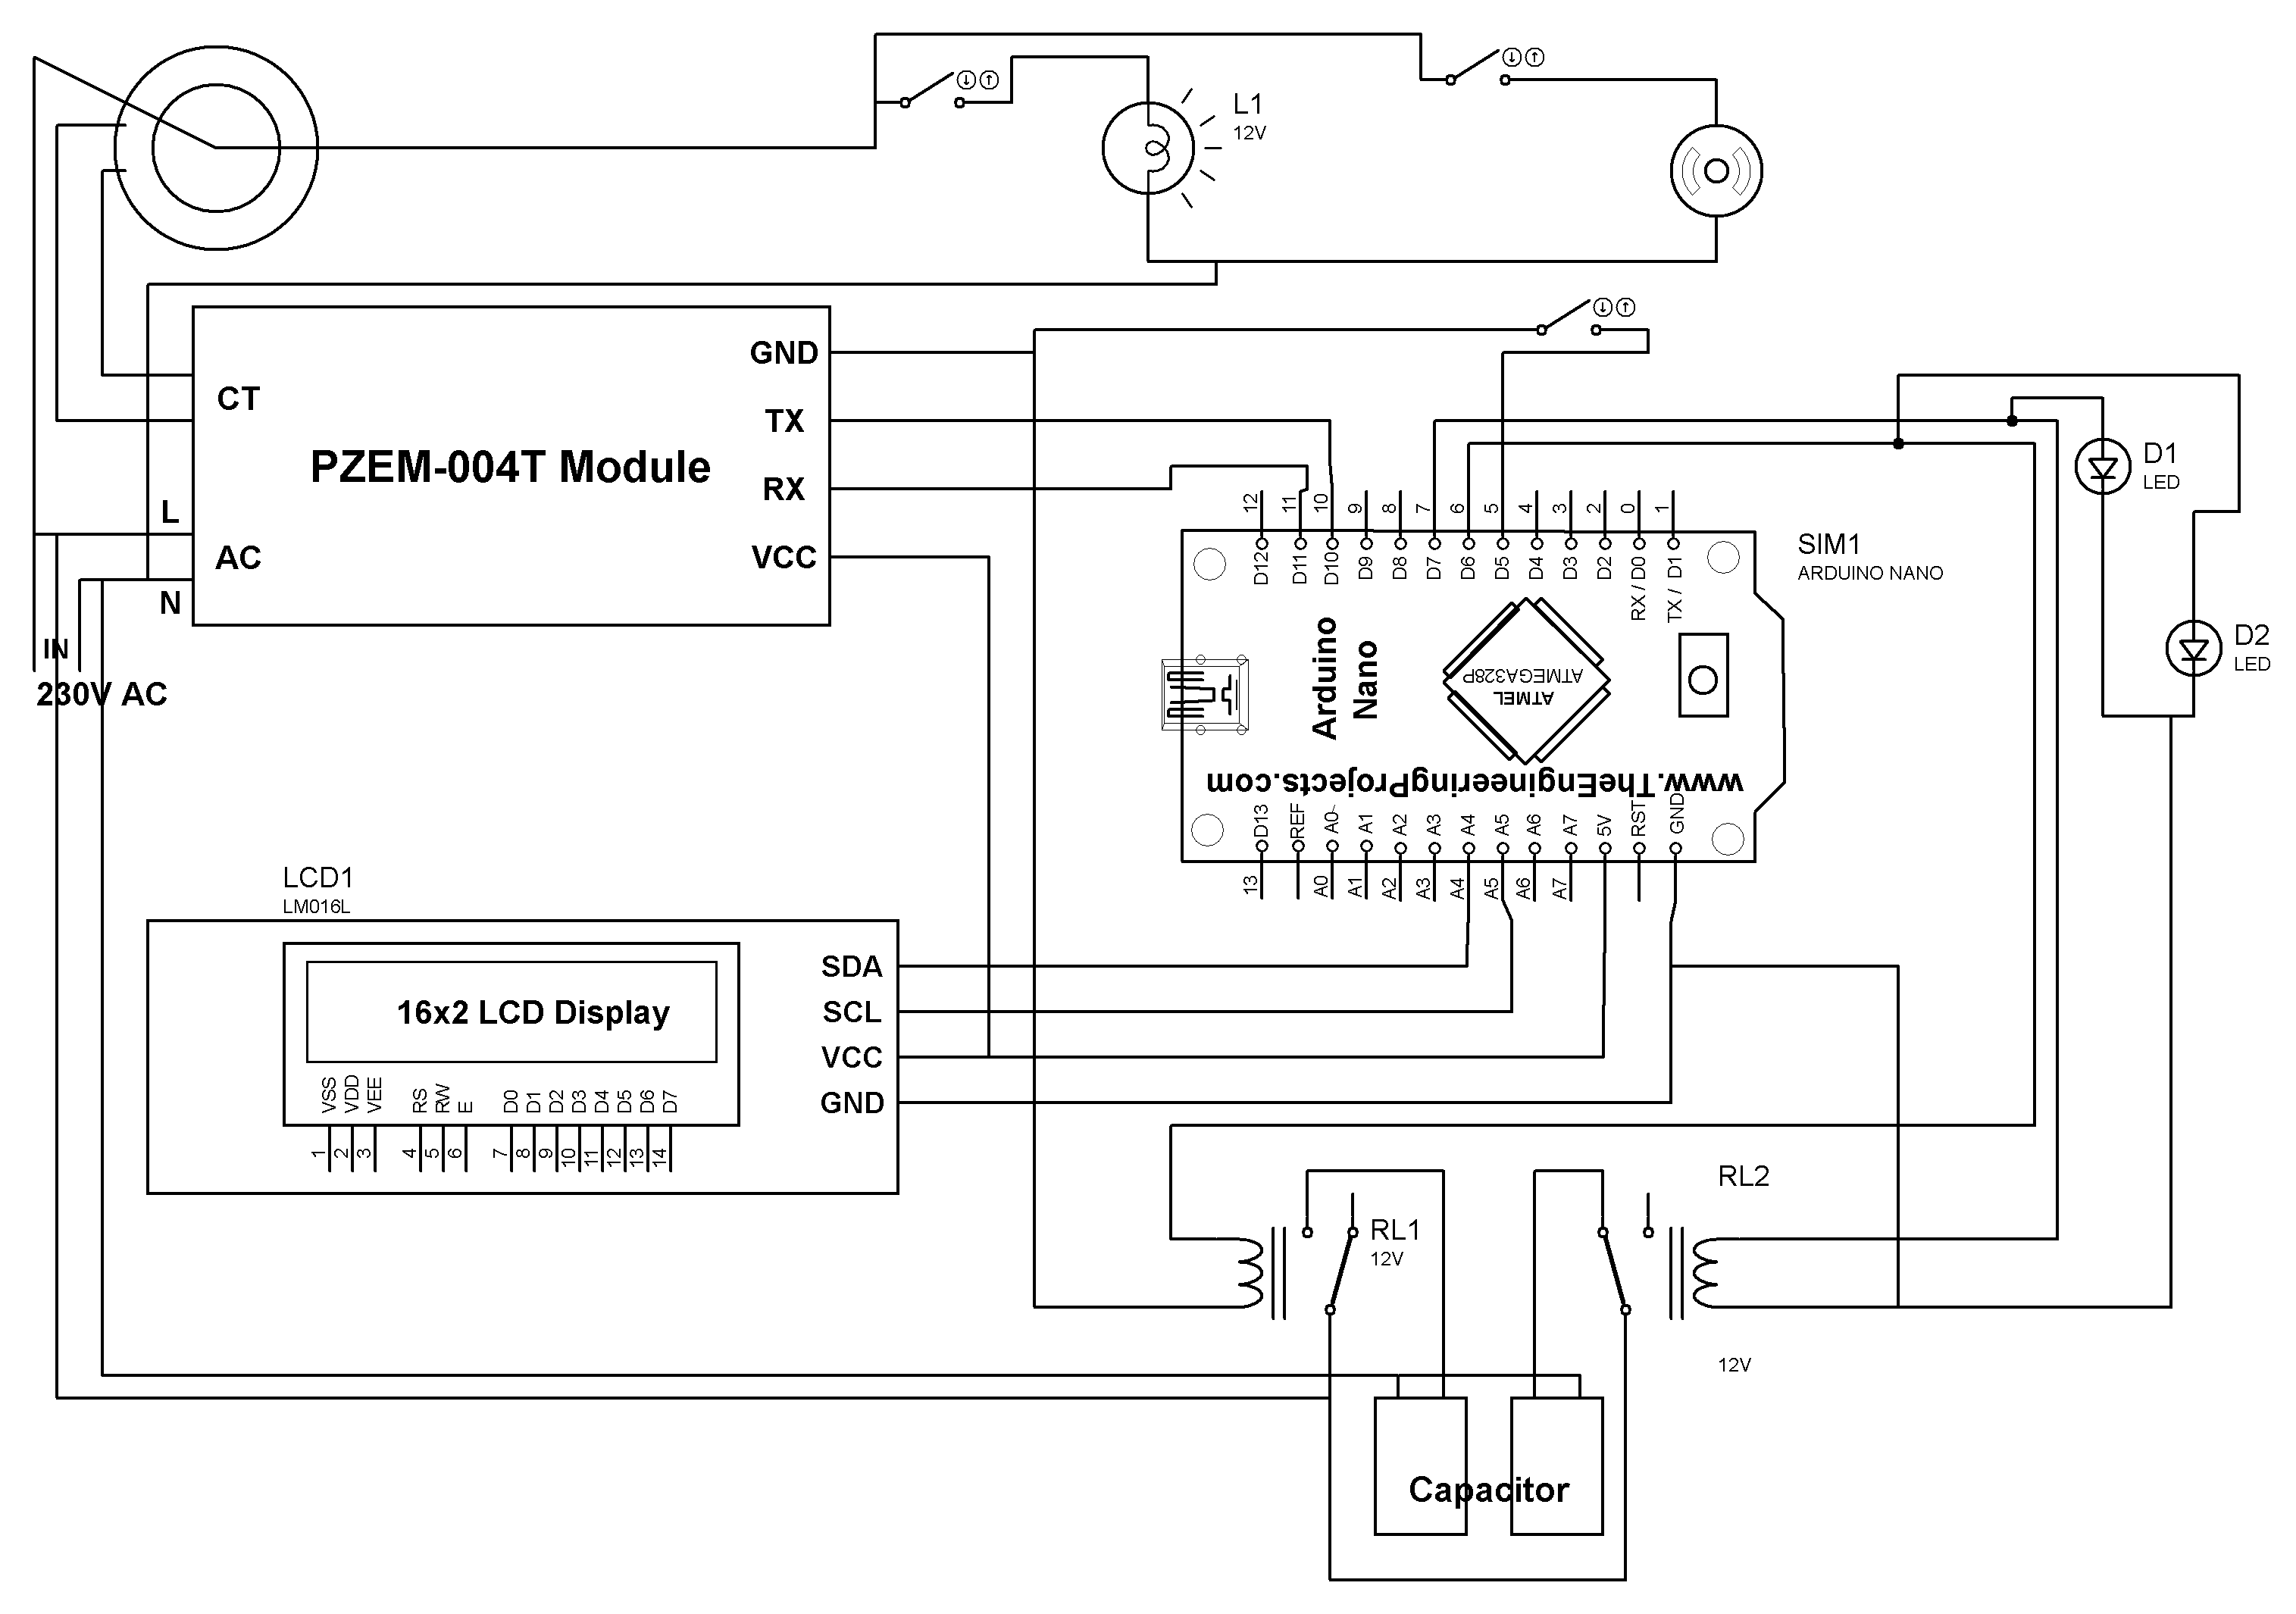 L1
12V
GND
CT
TX
PZEM-004T Module
RX
L
AC
VCC
N
IN
230V AC
12
11
10
9
8
7
6
5
4
3
2
0
1
D12
D11
D10
D9
D8
D7
D6
D5
D4
D3
D2
RX / D0
TX / D1
SIM1
ARDUINO NANO
D1
LED
D2
LED
Arduino
Nano
ATMEGA328P
ATMEL
www.TheEngineeringProjects.com
D13
REF
A0
A1
A2
A3
A4
A5
A6
A7
5V
RST
GND
13
A0
A1
A2
A3
A4
A5
A6
A7
LCD1
LM016L
SDA
16x2 LCD Display
SCL
VCC
GND
VSS
VDD
VEE
RS
RW
E
D0
D1
D2
D3
D4
D5
D6
D7
1
2
3
4
5
6
7
8
9
10
11
12
13
14
RL1
12V
RL2
12V
Capacitor